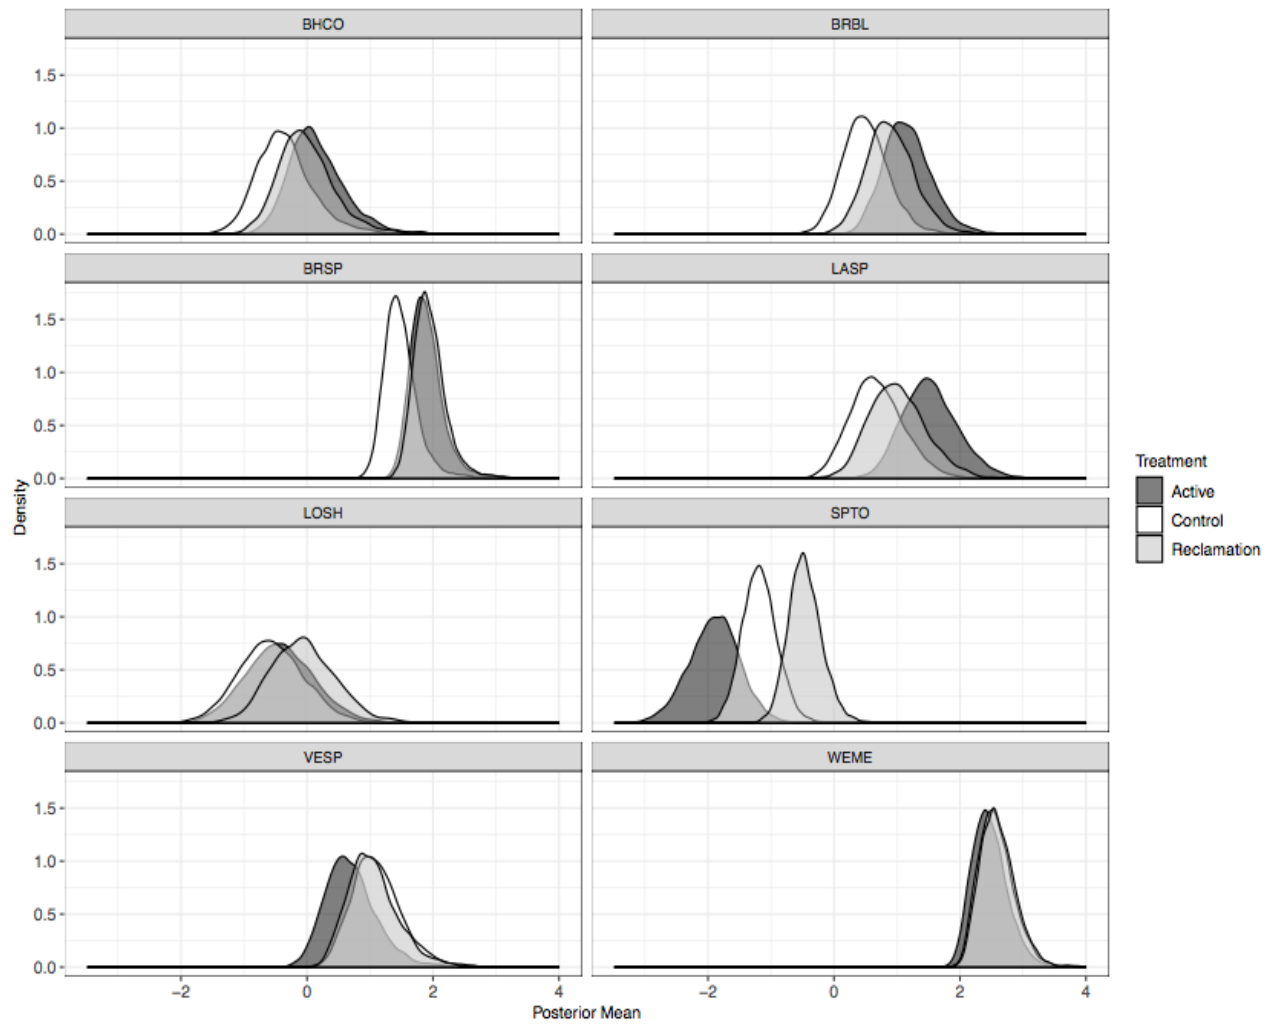 BHCO
BRBL
1.5
1.0
0.5
0.0
BRSP
LASP
1.5
1.0
0.5
0.0
LOSH
SPTO
1.5
1.0
0.5
0.0
VESP
WEME
1.5
1.0
0.5
0.0
−2
0
2
4
−2
0
2
4
Posterior Mean
Density
Treatment
Active
Control
Reclamation